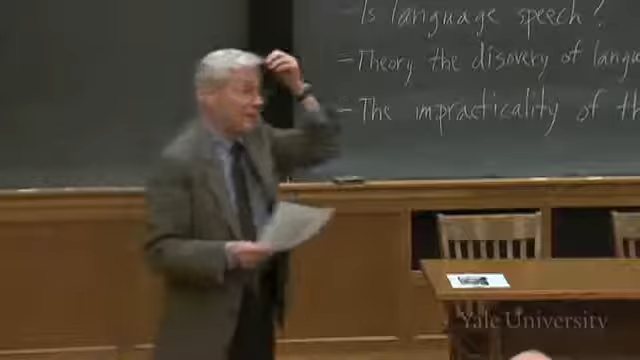 - Is language speech?
- Theory the disovery of langu
- The impracticality of th
Yale University